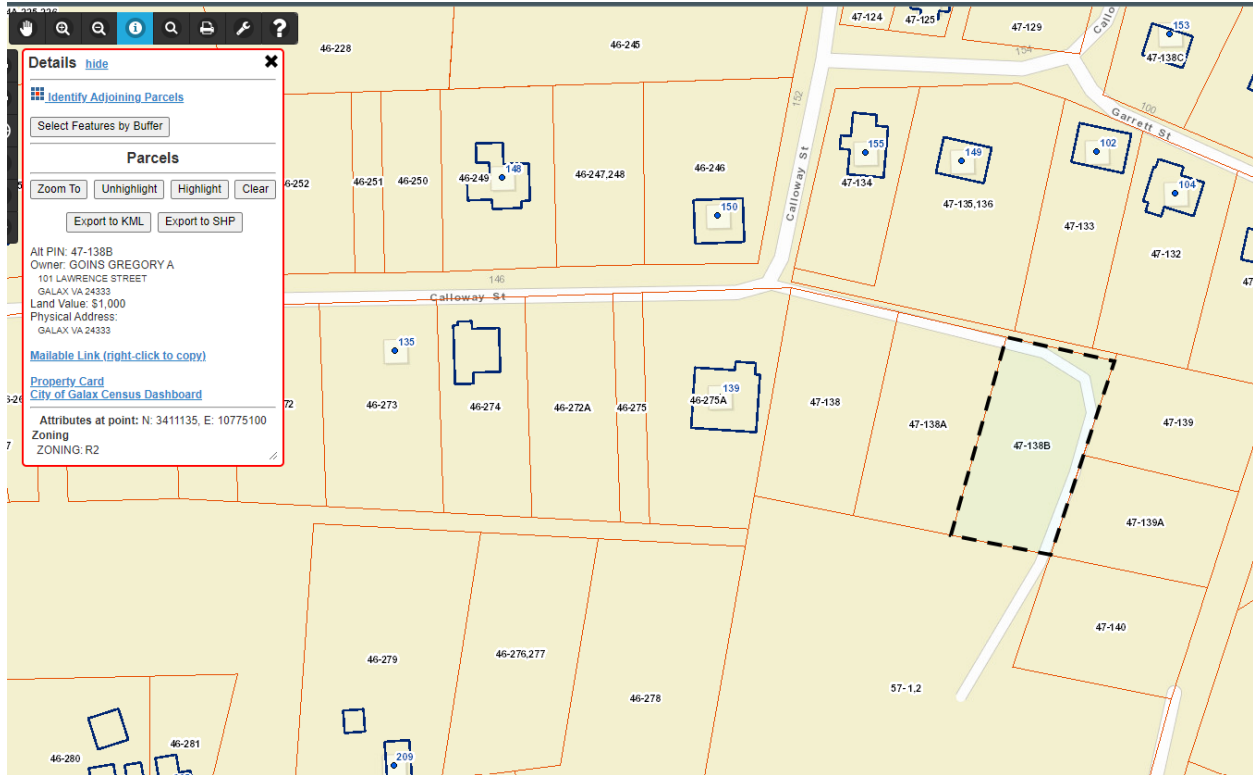 Details hide
Identify Adjoining Parcels
Select Features by Buffer
Parcels
Zoom To Unhighlight Highlight Clear
Export to KML Export to SHP
Alt PIN: 47-138B
Owner: GOINS GREGORY A
101 LAWRENCE STREET
GALAX VA 24333
Land Value: $1,000
Physical Address:
GALAX VA 24333
Mailable Link (right-click to copy)
Property Card
City of Galax Census Dashboard
Attributes at point: N: 3411135, E: 10775100
Zoning
ZONING: R2
47-124
47-125
47-129
153
47-138C
46-228
46-245
154
152
100
Garrett St
Calloway St
155
47-134
149
47-135,136
102
104
47-133
47-132
46-252
46-251
46-250
46-249
148
46-247,248
46-246
150
146
Calloway St
135
46-273
46-274
46-272A
46-275
46-275A
139
47-138
47-138A
47-138B
47-139
47-139A
47-140
57-1,2
46-279
46-276,277
46-278
46-280
46-281
209